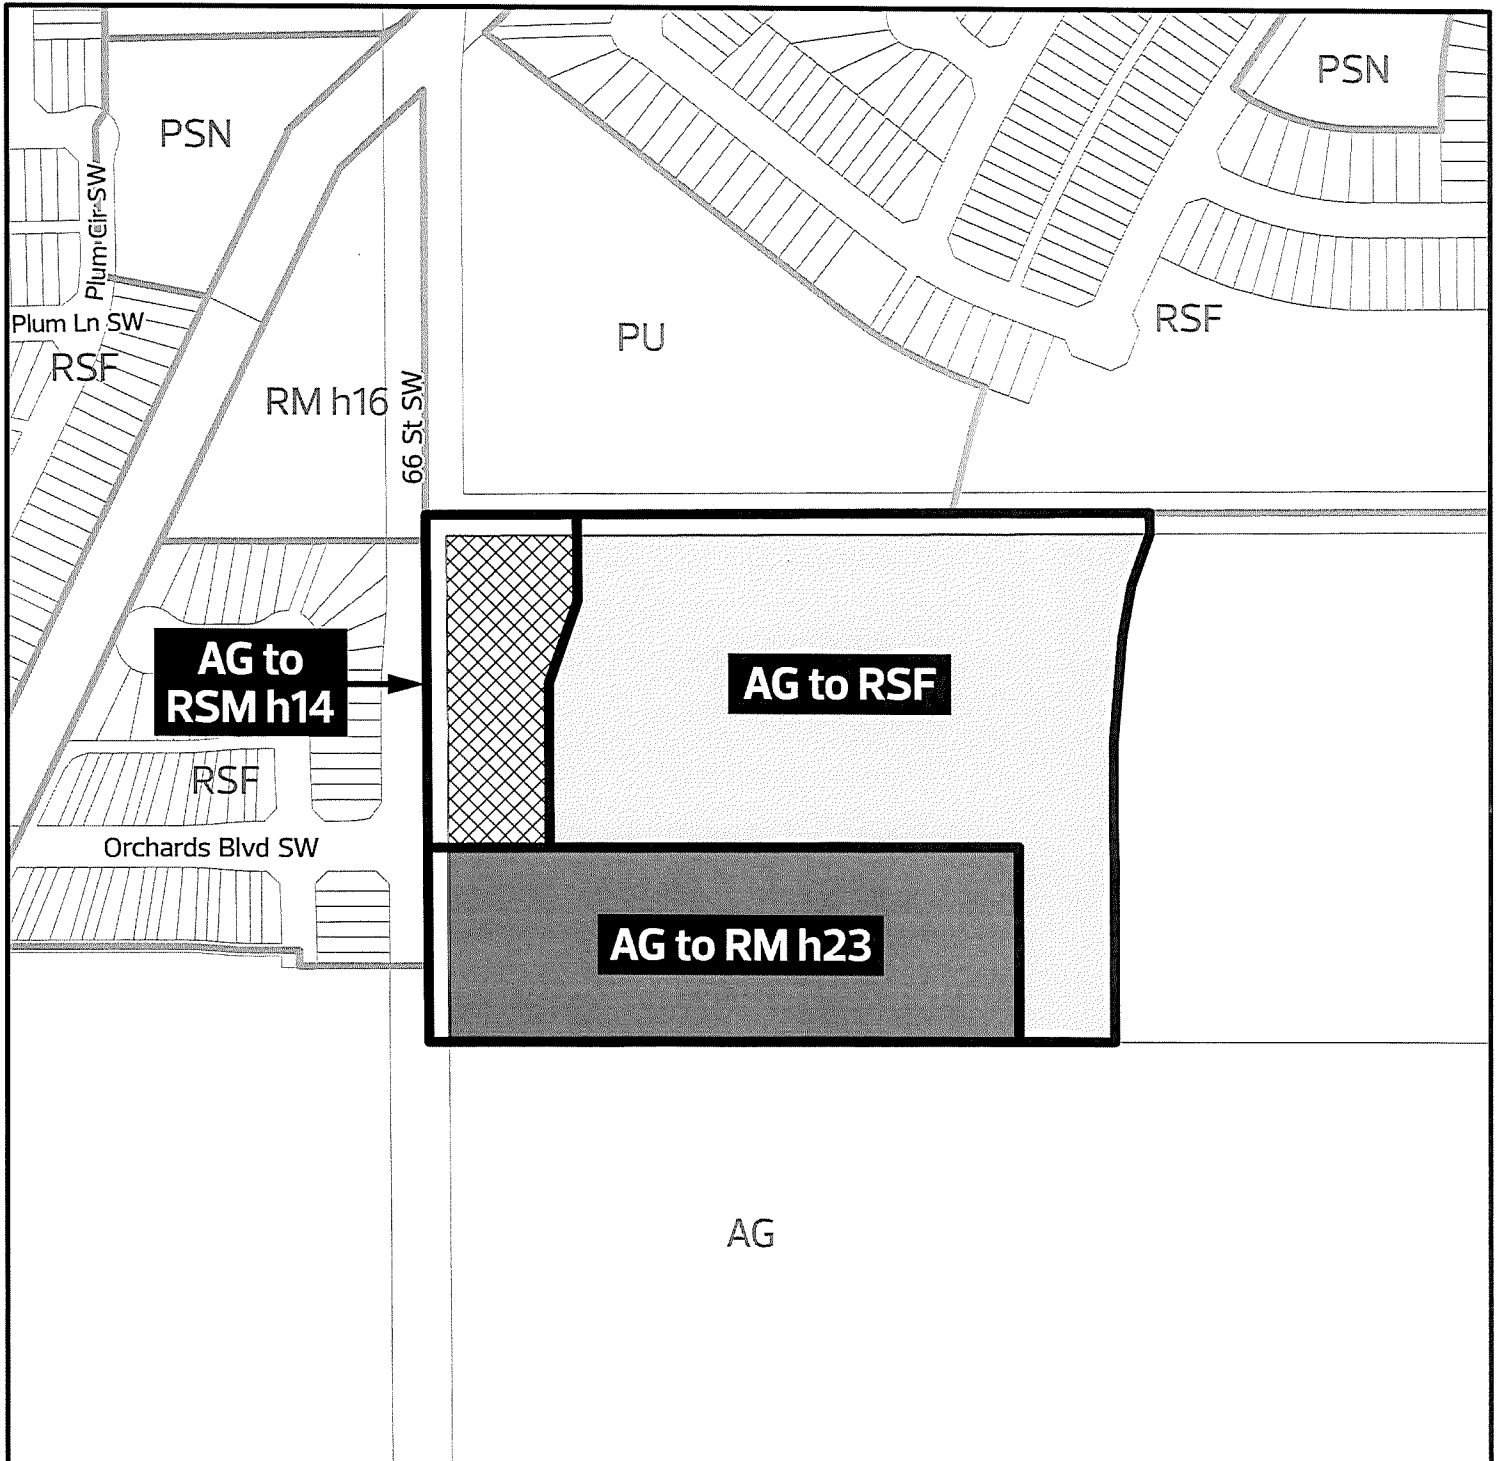 PSN
PSN
Plum Cir SW
Plum Ln SW
RSF
RM h16
66 St SW
PU
RSF
AG to
RSM h14
AG to RSF
RSF
Orchards Blvd SW
AG to RM h23
AG